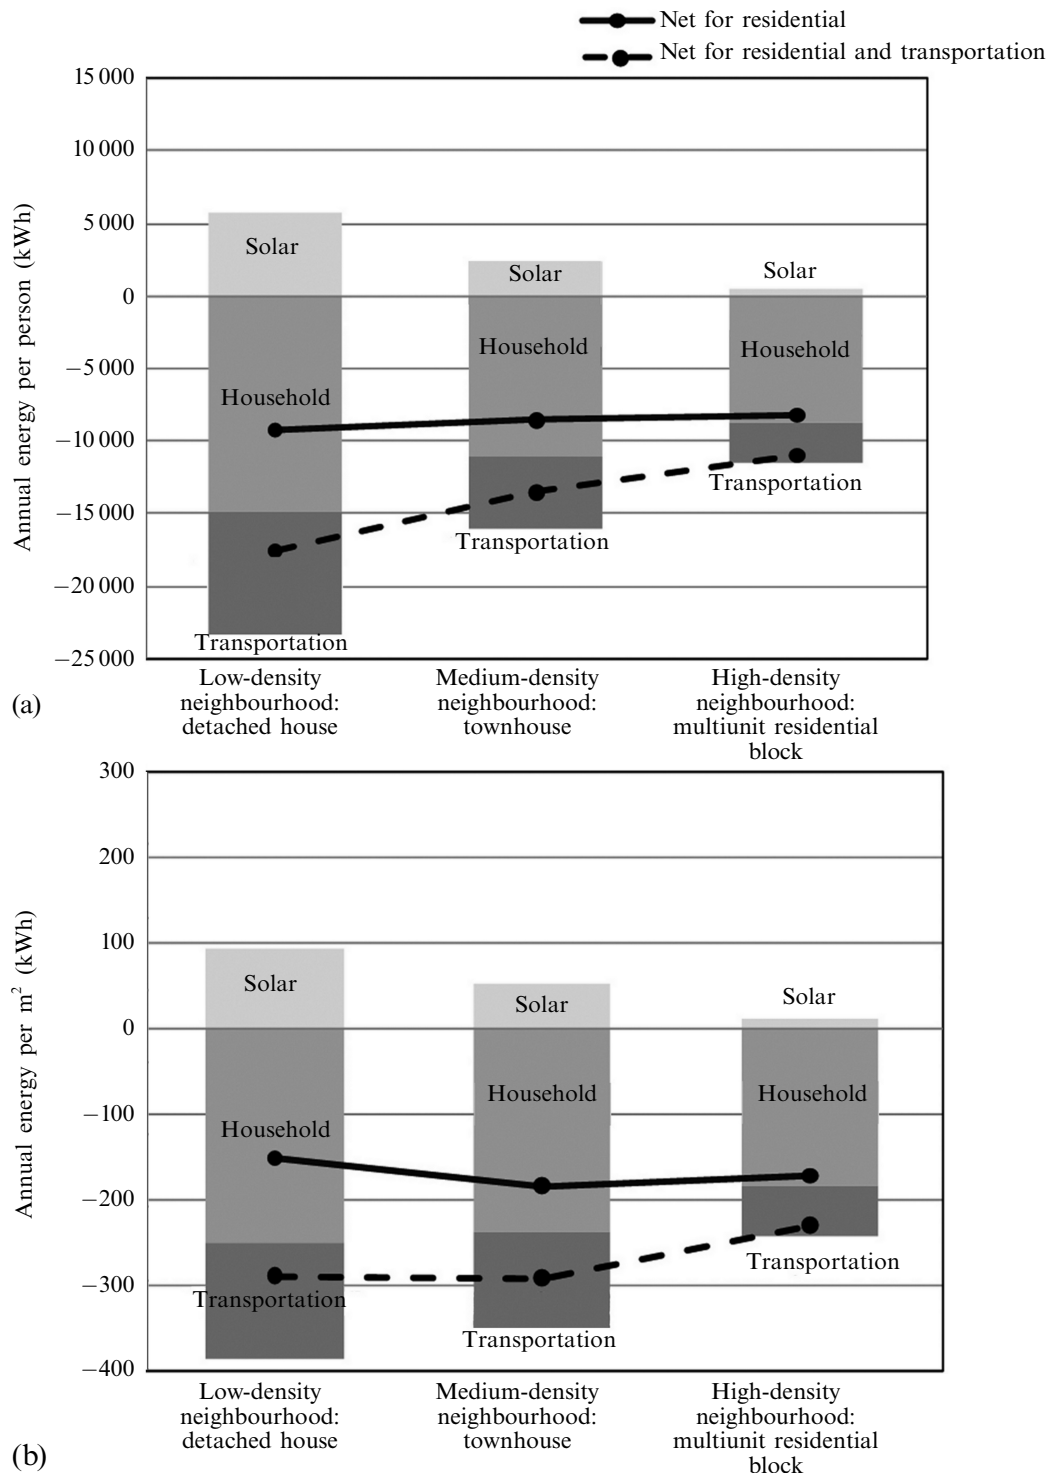 Net for residential
Net for residential and transportation
15 000
10 000
5 000
0
−5 000
−10 000
−15 000
−20 000
−25 000
Annual energy per person (kWh)
Solar
Solar
Solar
Household
Household
Household
Transportation
Transportation
Transportation
Low-density
neighbourhood:
detached house
Medium-density
neighbourhood:
townhouse
High-density
neighbourhood:
multiunit residential
block
(a)
300
200
100
0
−100
−200
−300
−400
Annual energy per m² (kWh)
Solar
Solar
Solar
Household
Household
Household
Transportation
Transportation
Transportation
Low-density
neighbourhood:
detached house
Medium-density
neighbourhood:
townhouse
High-density
neighbourhood:
multiunit residential
block
(b)